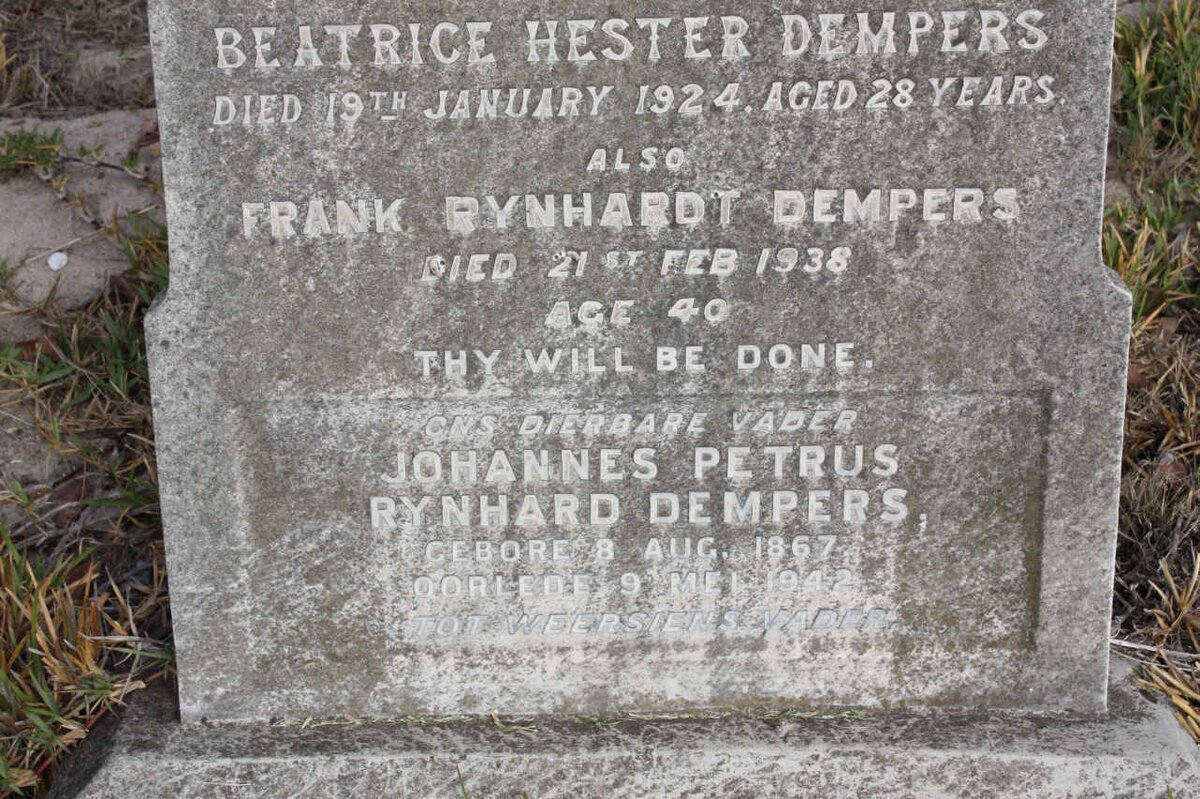 BEATRICE HESTER DEMPERS
DIED 19TH JANUARY 1924. AGED 28 YEARS.
ALSO
FRANK RYNHARDT DEMPERS
DIED 21ST FEB 1938
AGE 40
THY WILL BE DONE.
ONS DIERBARE VADER
JOHANNES PETRUS
RYNHARD DEMPERS.
GEBORE 8 AUG. 1867.
OORLEDE 9 MEI 1942.
TOT WEERSIENS VADER.